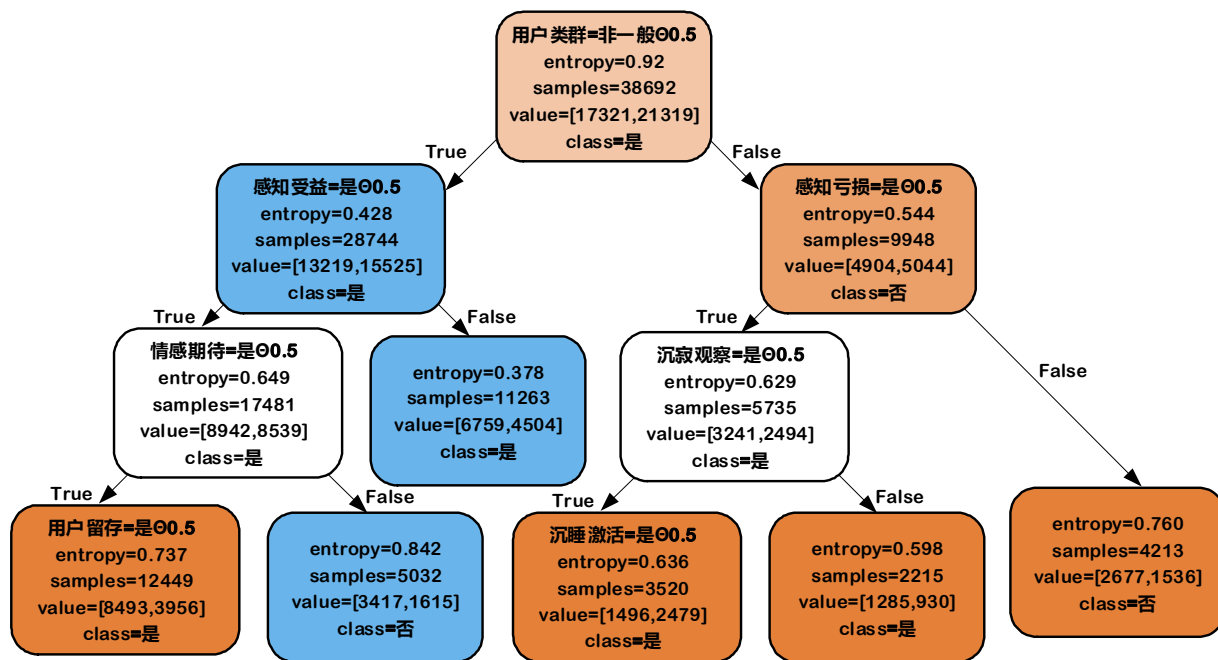 用户类群=非一般Θ0.5
entropy=0.92
samples=38692
value=[17321,21319]
class=是
True
False
感知受益=是Θ0.5
entropy=0.428
samples=28744
value=[13219,15525]
class=是
感知亏损=是Θ0.5
entropy=0.544
samples=9948
value=[4904,5044]
class=否
True
False
True
False
情感期待=是Θ0.5
entropy=0.649
samples=17481
value=[8942,8539]
class=是
entropy=0.378
samples=11263
value=[6759,4504]
class=是
沉寂观察=是Θ0.5
entropy=0.629
samples=5735
value=[3241,2494]
class=是
True
False
True
False
用户留存=是Θ0.5
entropy=0.737
samples=12449
value=[8493,3956]
class=是
entropy=0.842
samples=5032
value=[3417,1615]
class=否
沉睡激活=是Θ0.5
entropy=0.636
samples=3520
value=[1496,2479]
class=是
entropy=0.598
samples=2215
value=[1285,930]
class=是
entropy=0.760
samples=4213
value=[2677,1536]
class=否